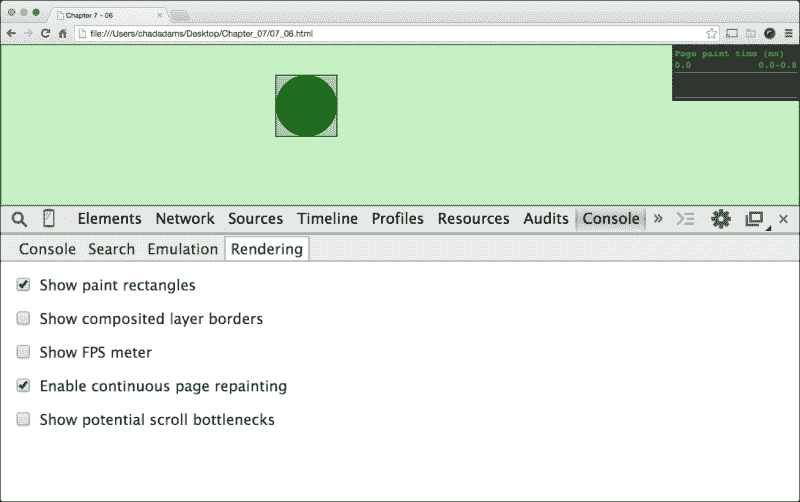 Chapter 7 - 06
file:///Users/chadadams/Desktop/Chapter_07/07_06.html
Page paint time (ms)
0.0 0.0-0.8
Elements Network Sources Timeline Profiles Resources Audits Console »
Console Search Emulation Rendering
Show paint rectangles
Show composited layer borders
Show FPS meter
Enable continuous page repainting
Show potential scroll bottlenecks